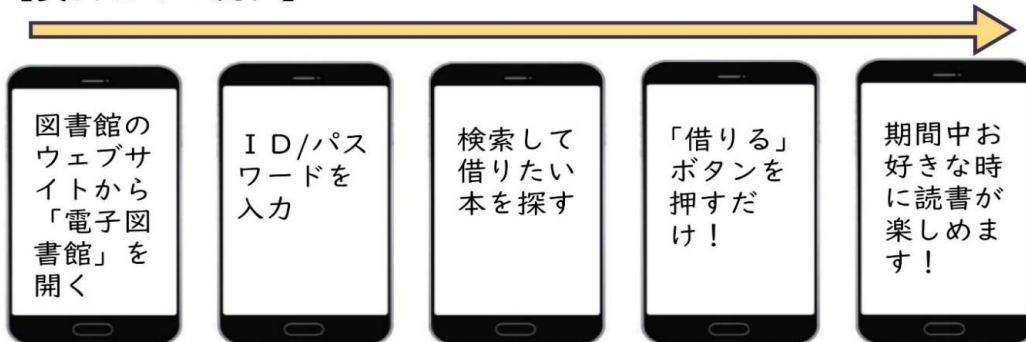 図書館の
ウェブサ
イトから
「電子図
書館」を
開く
ＩＤ/パス
ワードを
入力
検索して
借りたい
本を探す
「借りる」
ボタンを
押すだ
け！
期間中お
好きな時
に読書が
楽しめま
す！